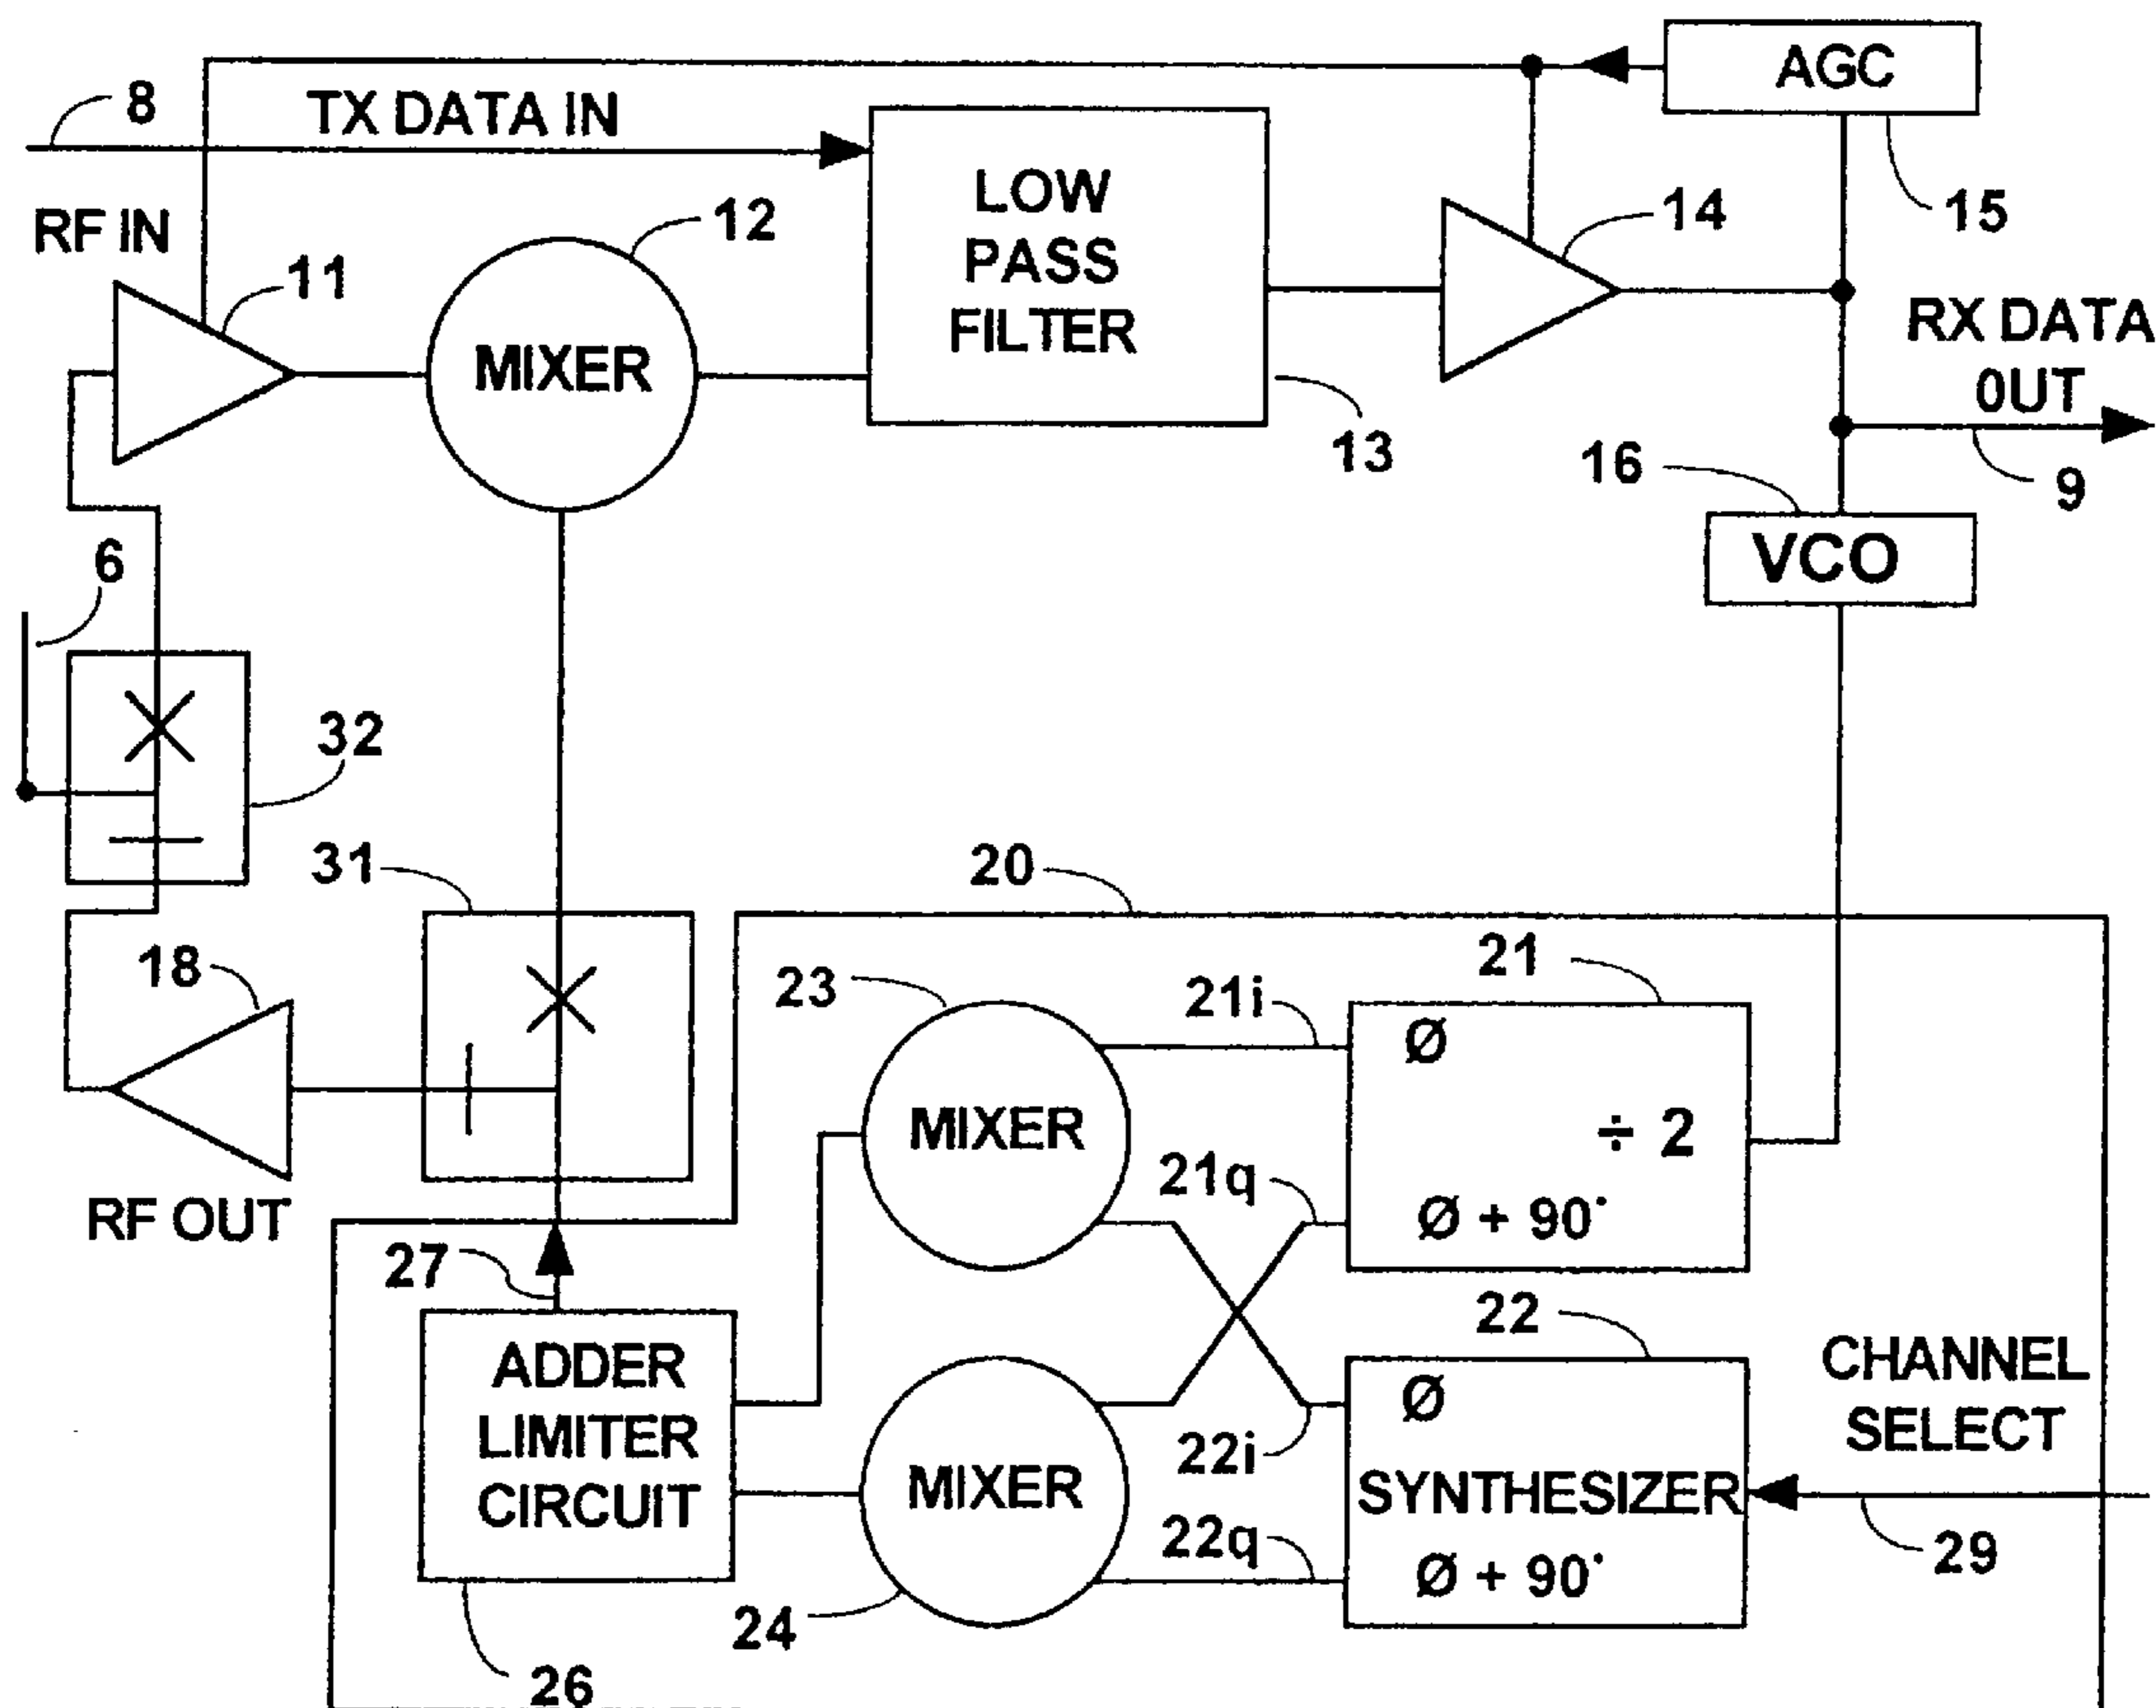 AGC
8
TX DATA IN
LOW
PASS
FILTER
12
14
15
RF IN
11
MIXER
RX DATA
0UT
13
16
9
VCO
6
32
31
20
18
23
21i
21
Ø
MIXER
÷ 2
21q
Ø + 90°
RF OUT
27
22
ADDER
LIMITER
CIRCUIT
Ø
CHANNEL
SELECT
22i
MIXER
SYNTHESIZER
22q
29
Ø + 90°
24
26